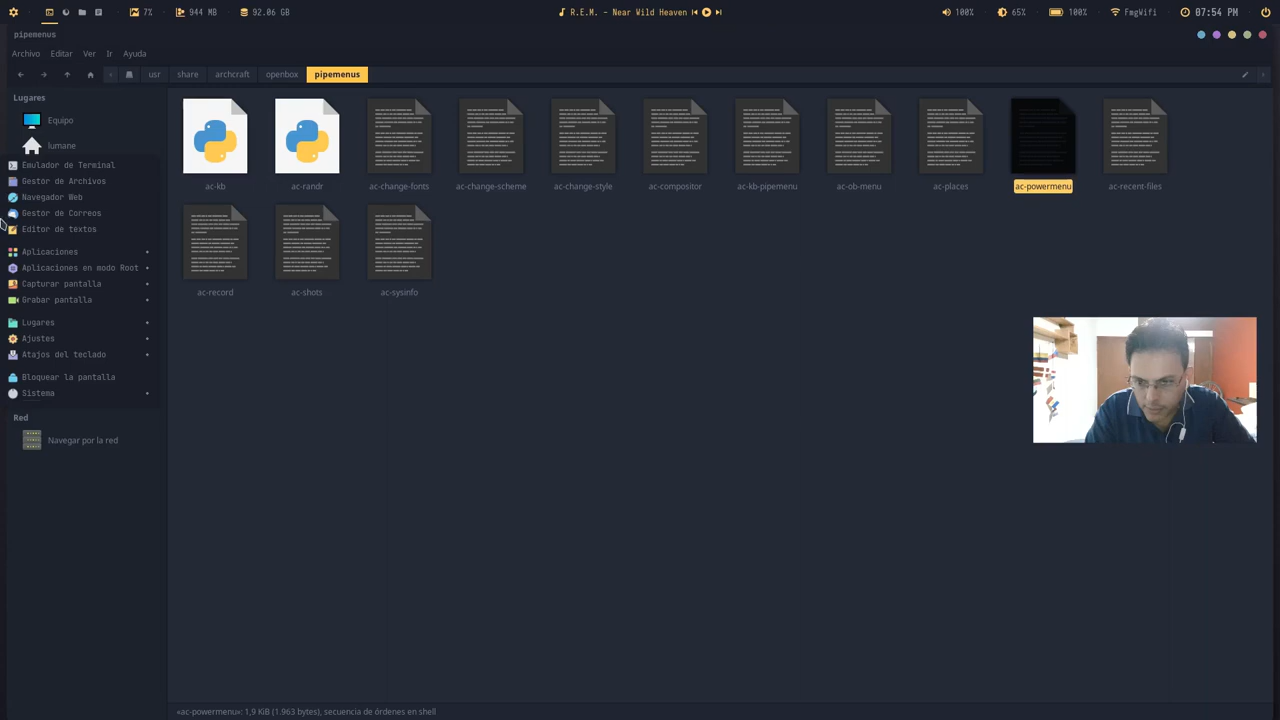 7% 944 MB 92.06 GB R.E.M. - Near Wild Heaven 100% 65% 100% FmgWifi 07:54 PM
pipemenus
Archivo Editar Ver Ir Ayuda
usr share archcraft openbox pipemenus
Lugares
Equipo
Emulador de Terminal
Gestor de Archivos
Navegador Web
Gestor de Correos
Editor de textos
Aplicaciones
Aplicaciones en modo Root
Capturar pantalla
Grabar pantalla
Lugares
Ajustes
Atajos del teclado
Bloquear la pantalla
Sistema
Red
Navegar por la red
ac-kb ac-randr ac-change-fonts ac-change-scheme ac-change-style ac-compositor ac-kb-pipemenu ac-ob-menu ac-places ac-powermenu ac-recent-files
ac-record ac-shots ac-sysinfo
«ac-powermenu»: 1,9 KiB (1.963 bytes), secuencia de órdenes en shell